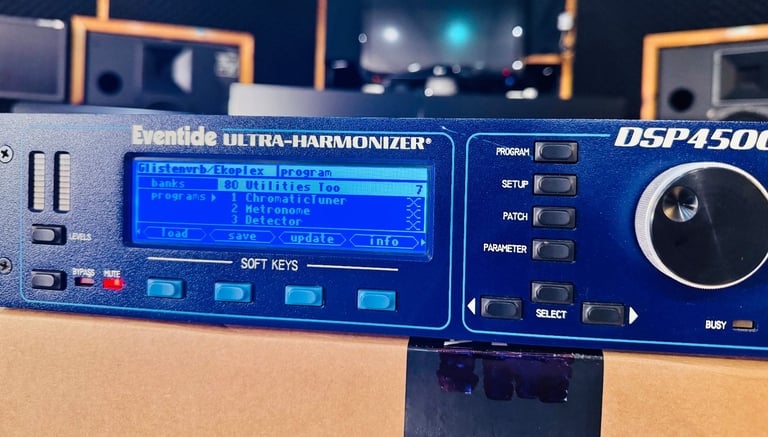 Eventide ULTRA-HARMONIZER®
DSP4500
Glistenvrb/Ekoplex program
banks 80 Utilities Too 7
programs 1 ChromaticTuner
2 Metronome
3 Detector
load save update info
SOFT KEYS
LEVELS
BYPASS MUTE
PROGRAM
SETUP
PATCH
PARAMETER
SELECT
BUSY